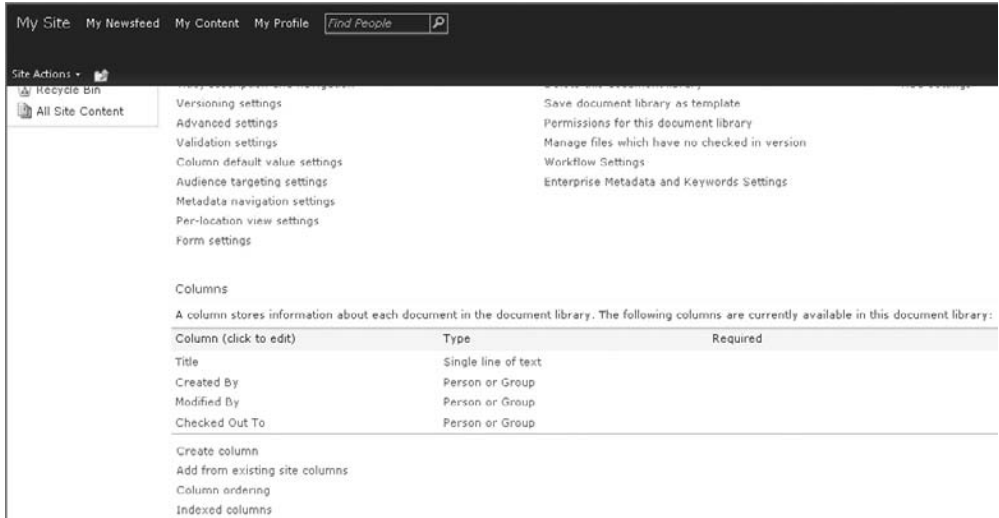 My Site My Newsfeed My Content My Profile Find People
Site Actions
Recycle Bin
All Site Content
Versioning settings
Advanced settings
Validation settings
Column default value settings
Audience targeting settings
Metadata navigation settings
Per-location view settings
Form settings
Save document library as template
Permissions for this document library
Manage files which have no checked in version
Workflow Settings
Enterprise Metadata and Keywords Settings
Columns
A column stores information about each document in the document library. The following columns are currently available in this document library:
Column (click to edit) Type Required
Title Single line of text
Created By Person or Group
Modified By Person or Group
Checked Out To Person or Group
Create column
Add from existing site columns
Column ordering
Indexed columns